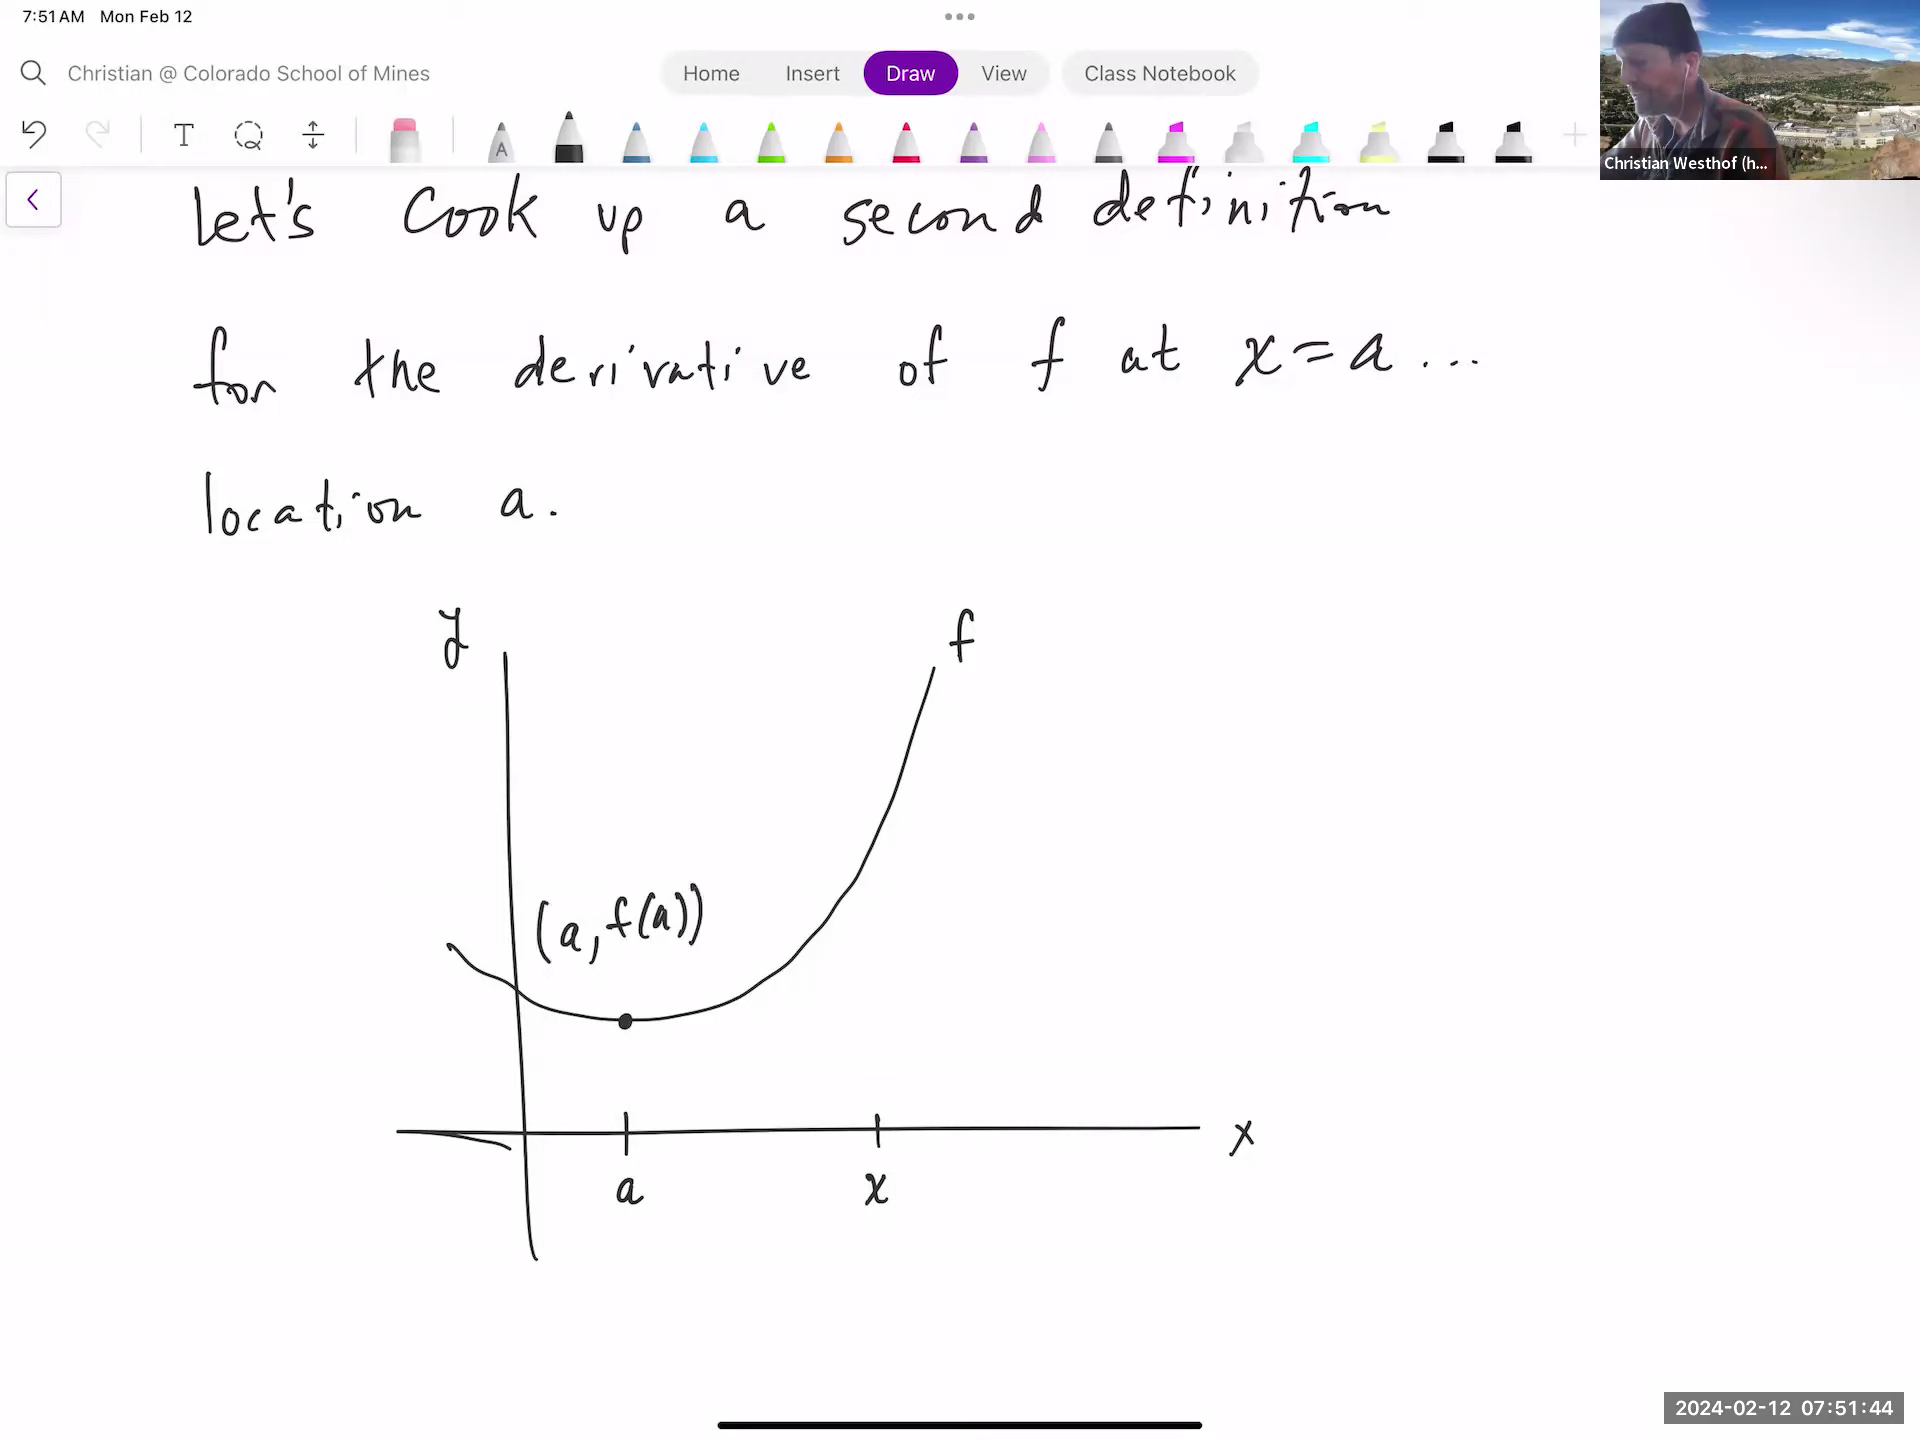 7:51 AM Mon Feb 12
Christian @ Colorado School of Mines
Home Insert Draw View Class Notebook
T
A
Christian Westhof (h...
Let's cook up a second definition
for the derivative of f at x = a ...
location a.
y
f
(a, f(a))
x
a
x
2024-02-12 07:51:44